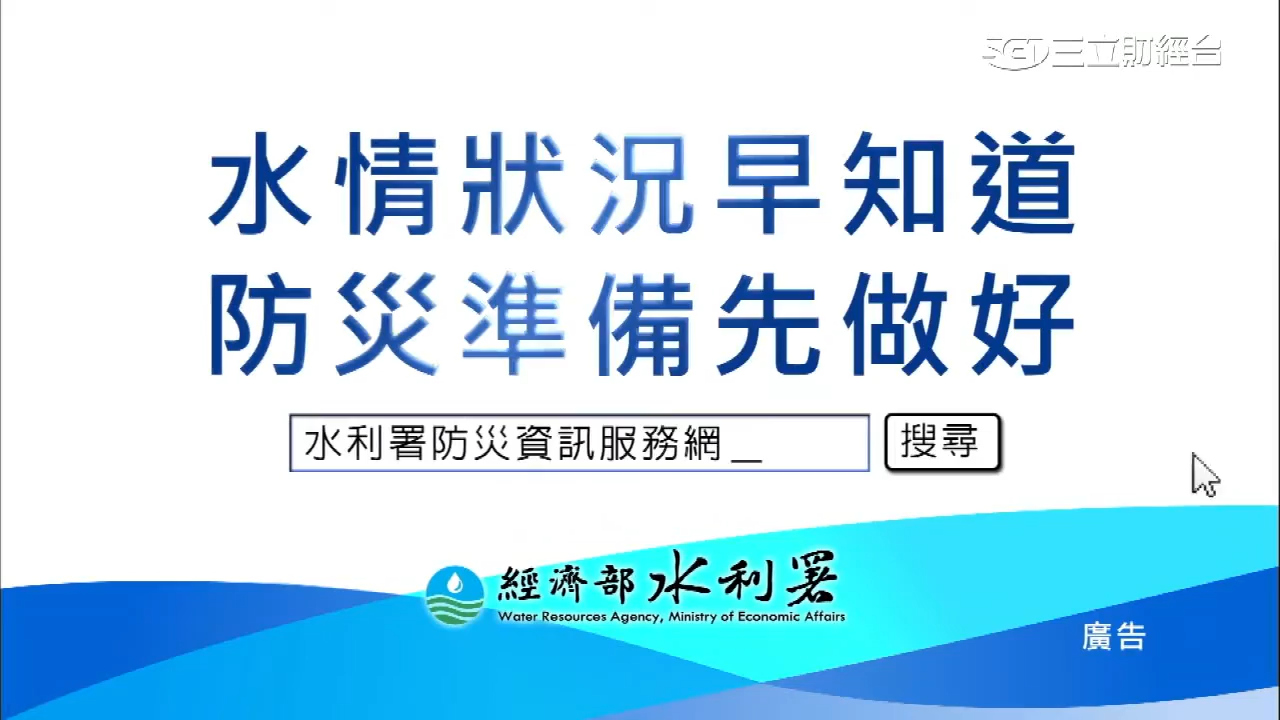 SET三立財經台
水情狀況早知道
防災準備先做好
水利署防災資訊服務網_
搜尋
經濟部水利署
Water Resources Agency, Ministry of Economic Affairs
廣告